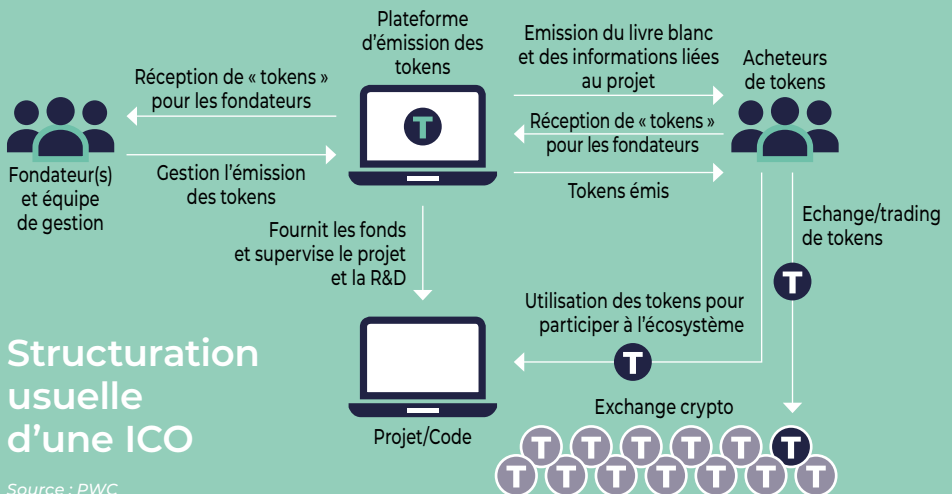 Plateforme
d'émission des
tokens
Emission du livre blanc
et des informations liées
au projet
Acheteurs
de tokens
Réception de « tokens »
pour les fondateurs
T
Réception de « tokens »
pour les fondateurs
Fondateur(s)
et équipe
de gestion
Gestion l'émission
des tokens
Tokens émis
Echange/trading
de tokens
Fournit les fonds
et supervise le projet
et la R&D
T
Utilisation des tokens pour
participer à l'écosystème
T
Structuration
usuelle
d'une ICO
Projet/Code
Exchange crypto
T T T T T T
T T T T T T T
Source : PWC